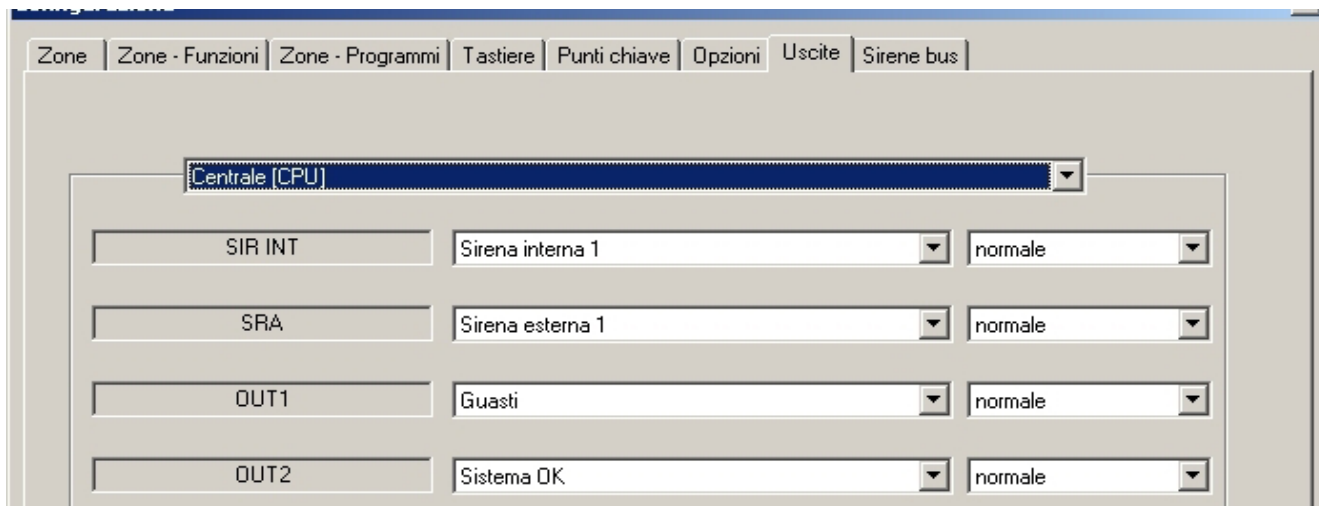 Zone Zone - Funzioni Zone - Programmi Tastiere Punti chiave Opzioni Uscite Sirene bus
Centrale [CPU]
SIR INT Sirena interna 1 normale
SRA Sirena esterna 1 normale
OUT1 Guasti normale
OUT2 Sistema OK normale